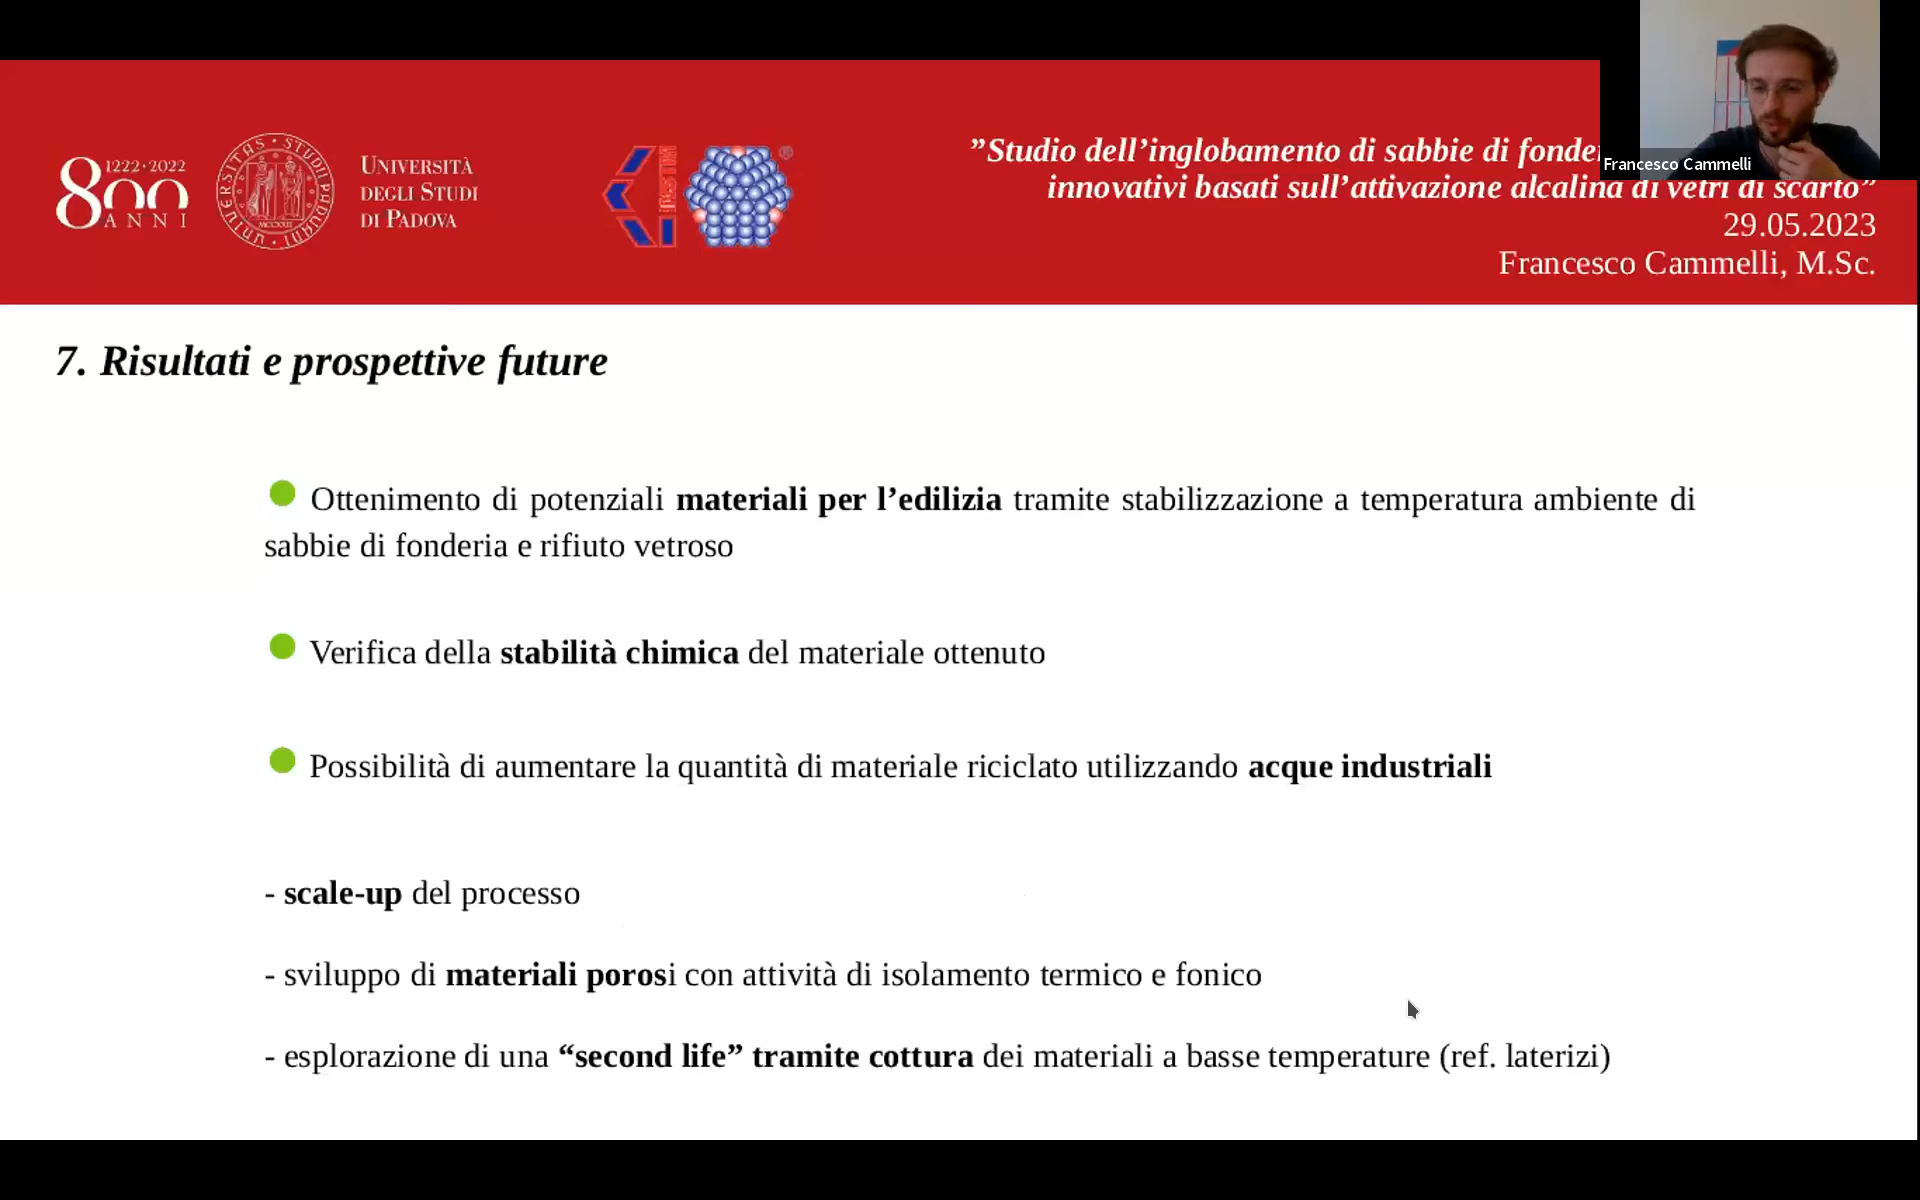 1222·2022
800
ANNI
UNIVERSITÀ
DEGLI STUDI
DI PADOVA
”Studio dell’inglobamento di sabbie di
innovativi basati sull’attivazione alcalina di vetri di scarto”
29.05.2023
Francesco Cammelli, M.Sc.
Francesco Cammelli
7. Risultati e prospettive future
Ottenimento di potenziali materiali per l’edilizia tramite stabilizzazione a temperatura ambiente di
sabbie di fonderia e rifiuto vetroso
Verifica della stabilità chimica del materiale ottenuto
Possibilità di aumentare la quantità di materiale riciclato utilizzando acque industriali
- scale-up del processo
- sviluppo di materiali porosi con attività di isolamento termico e fonico
- esplorazione di una “second life” tramite cottura dei materiali a basse temperature (ref. laterizi)